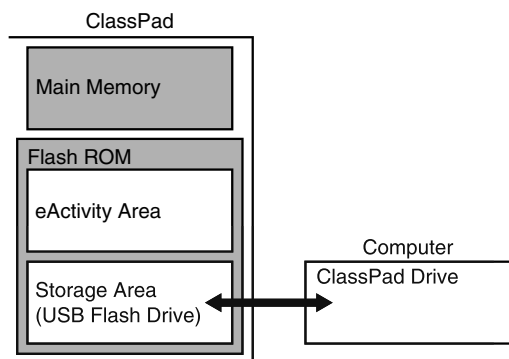 ClassPad
Main Memory
Flash ROM
eActivity Area
Storage Area
(USB Flash Drive)
Computer
ClassPad Drive